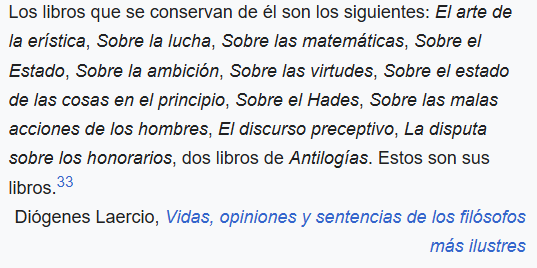 Los libros que se conservan de él son los siguientes: El arte de
la erística, Sobre la lucha, Sobre las matemáticas, Sobre el
Estado, Sobre la ambición, Sobre las virtudes, Sobre el estado
de las cosas en el principio, Sobre el Hades, Sobre las malas
acciones de los hombres, El discurso preceptivo, La disputa
sobre los honorarios, dos libros de Antilogías. Estos son sus
libros.33
Diógenes Laercio, Vidas, opiniones y sentencias de los filósofos
más ilustres